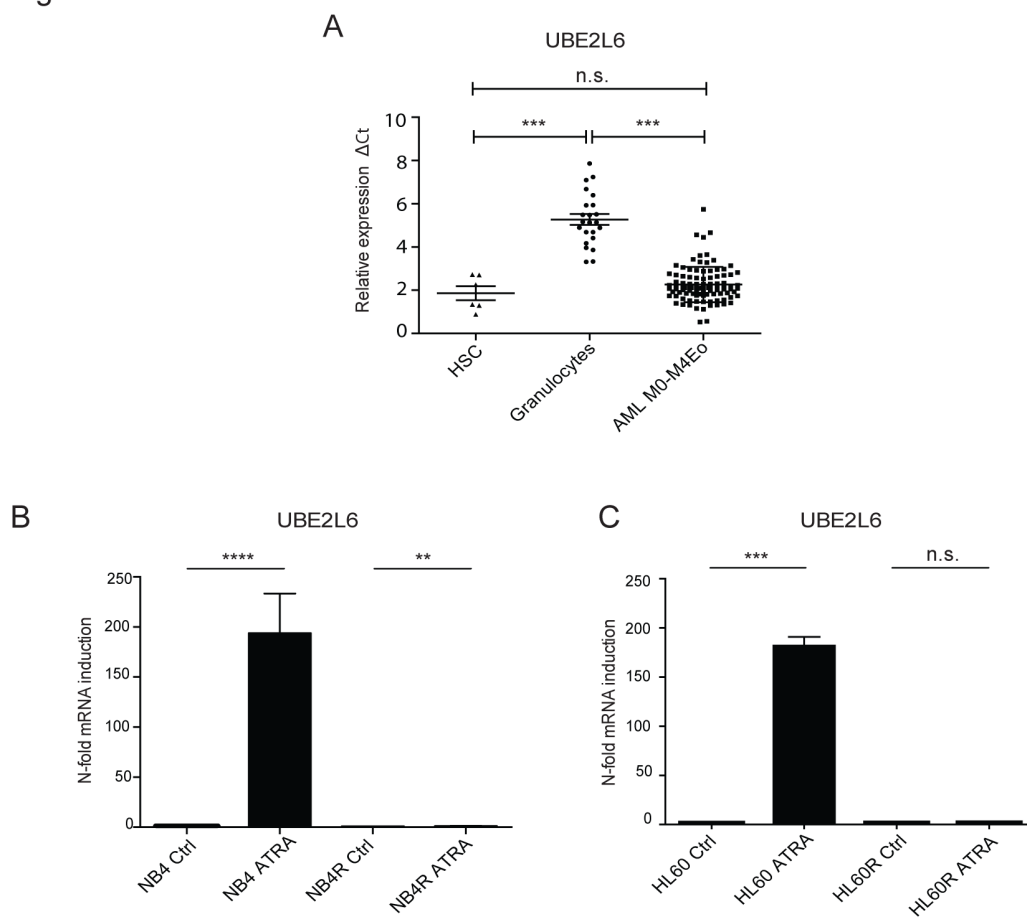 A
UBE2L6
n.s.
*** ***
Relative expression ΔCt
10
8
6
4
2
0
HSC
Granulocytes
AML M0-M4Eo
B
UBE2L6
**** **
N-fold mRNA induction
250
200
150
100
50
0
NB4 Ctrl
NB4 ATRA
NB4R Ctrl
NB4R ATRA
C
UBE2L6
*** n.s.
N-fold mRNA induction
250
200
150
100
50
0
HL60 Ctrl
HL60 ATRA
HL60R Ctrl
HL60R ATRA